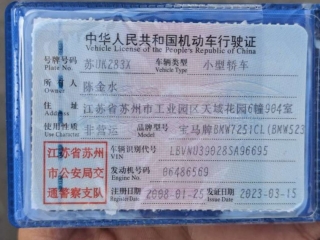 中华人民共和国机动车行驶证
Vehicle License of the People's Republic of China
号牌号码 Plate No. 苏UKZ83X 车辆类型 Vehicle Type 小型轿车
所有人 Owner 陈金水
住址 Address 江苏省苏州市工业园区天域花园6幢904室
使用性质 Use Character 非营运 品牌型号 Model 宝马牌BMW7251CL(BMW523
江苏省苏州
市公安局交
通警察支队
车辆识别代号 VIN LBVNU39028SA96695
发动机号码 Engine No. 06486569
注册日期 Register Date 2008-01-25 发证日期 Issue Date 2023-03-15